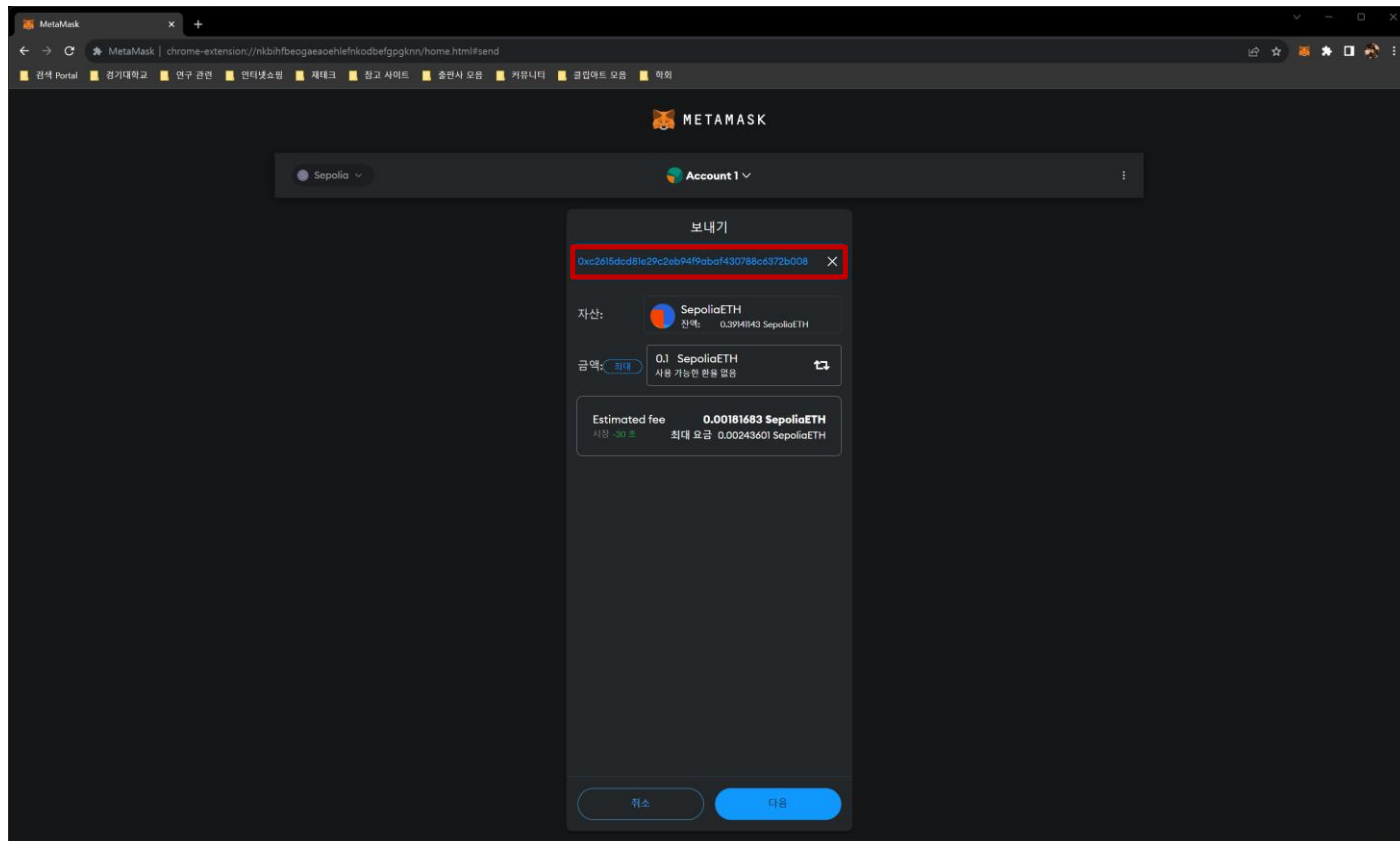 MetaMask
MetaMask | chrome-extension://nkbihfbeogaeaoehlefnkodbefgpgknn/home.html#send
검색 Portal 경기대학교 연구 관련 인터넷쇼핑 재테크 참고 사이트 출판사 모음 커뮤니티 클립아트 모음 학회
METAMASK
Sepolia
Account 1
보내기
0xc2615dcd81e29c2eb94f9abaf430788c6372b008
자산:
SepoliaETH
잔액: 0.39141143 SepoliaETH
금액: 최대
0.1 SepoliaETH
사용 가능한 환율 없음
Estimated fee 0.00181683 SepoliaETH
시장 -30 초 최대 요금 0.00243601 SepoliaETH
취소 다음